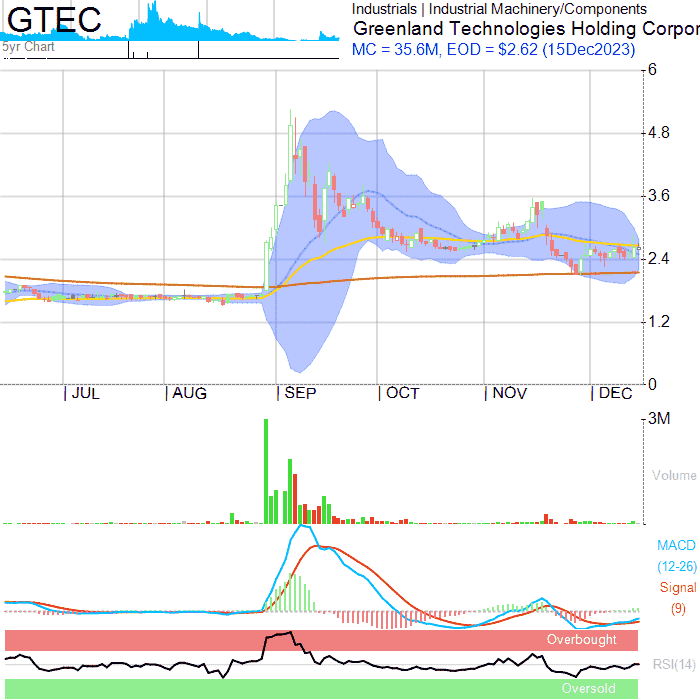 GTEC
5yr Chart
Industrials | Industrial Machinery/Components
Greenland Technologies Holding Corpor
MC = 35.6M, EOD = $2.62 (15Dec2023)
6
4.8
3.6
2.4
1.2
0
JUL
AUG
SEP
OCT
NOV
DEC
3M
Volume
MACD
(12-26)
Signal
(9)
Overbought
RSI(14)
Oversold